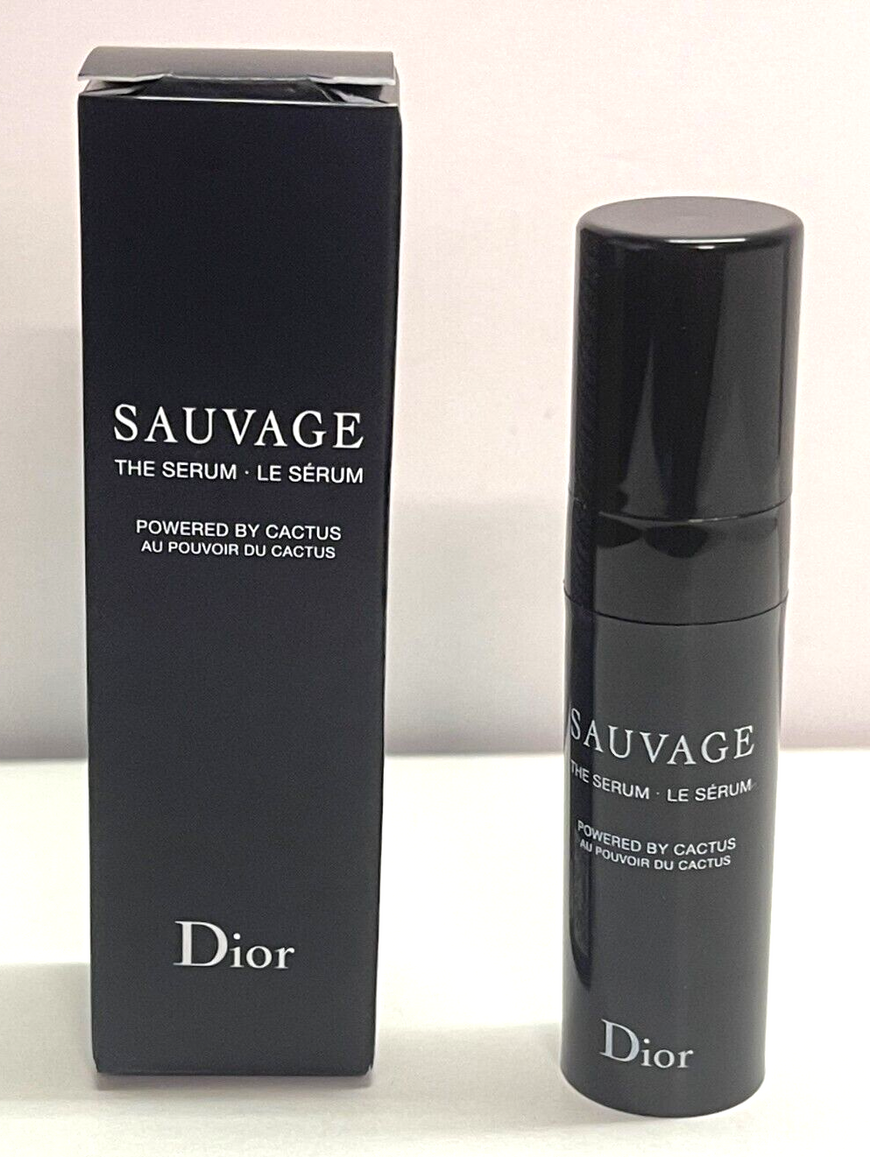 SAUVAGE
THE SERUM · LE SÉRUM
POWERED BY CACTUS
AU POUVOIR DU CACTUS
Dior
SAUVAGE
THE SERUM · LE SÉRUM
POWERED BY CACTUS
AU POUVOIR DU CACTUS
Dior